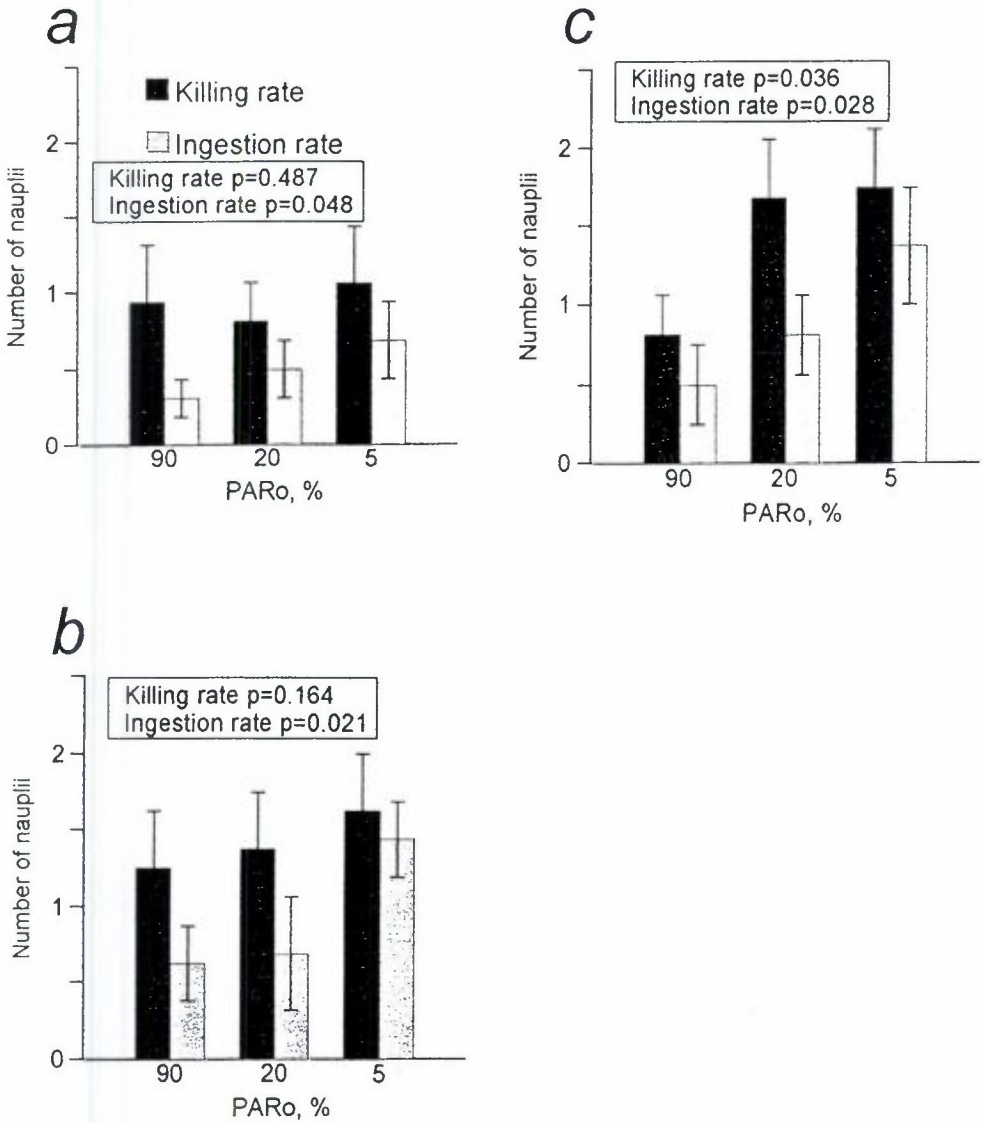 a
Killing rate
Ingestion rate
Killing rate p=0.487
Ingestion rate p=0.048
Number of nauplii
2
1
0
90 20 5
PARo, %
c
Killing rate p=0.036
Ingestion rate p=0.028
Number of nauplii
2
1
0
90 20 5
PARo, %
b
Killing rate p=0.164
Ingestion rate p=0.021
Number of nauplii
2
1
0
90 20 5
PARo, %